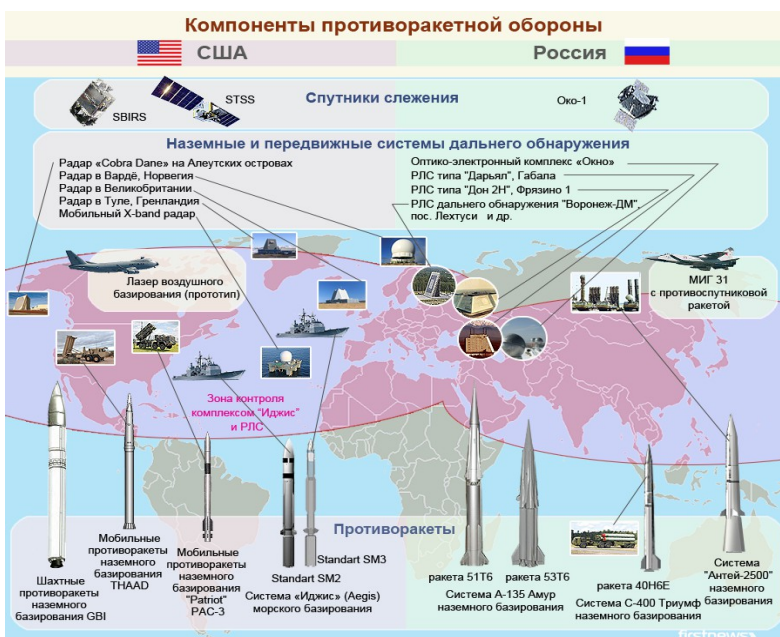 Компоненты противоракетной обороны
США
Россия
SBIRS
STSS
Спутники слежения
Око-1
Наземные и передвижные системы дальнего обнаружения
Радар «Cobra Dane» на Алеутских островах
Радар в Вардё, Норвегия
Радар в Великобритании
Радар в Туле, Гренландия
Мобильный X-band радар
Оптико-электронный комплекс «Окно»
РЛС типа "Дарьял", Габала
РЛС типа "Дон 2Н", Фрязино 1
РЛС дальнего обнаружения "Воронеж-ДМ",
пос. Лехтуси и др.
Лазер воздушного
базирования (прототип)
МИГ 31
с противоспутниковой
ракетой
Зона контроля
комплексом "Иджис"
и РЛС
Противоракеты
Шахтные
противоракеты
наземного
базирования GBI
Мобильные
противоракеты
наземного
базирования
THAAD
Мобильные
противоракеты
наземного
базирования
"Patriot"
PAC-3
Standart SM3
Standart SM2
Система «Иджис» (Aegis)
морского базирования
ракета 51Т6
ракета 53Т6
Система А-135 Амур
наземного базирования
ракета 40Н6Е
Система С-400 Триумф
наземного базирования
Система
"Антей-2500"
наземного
базирования
firstnews